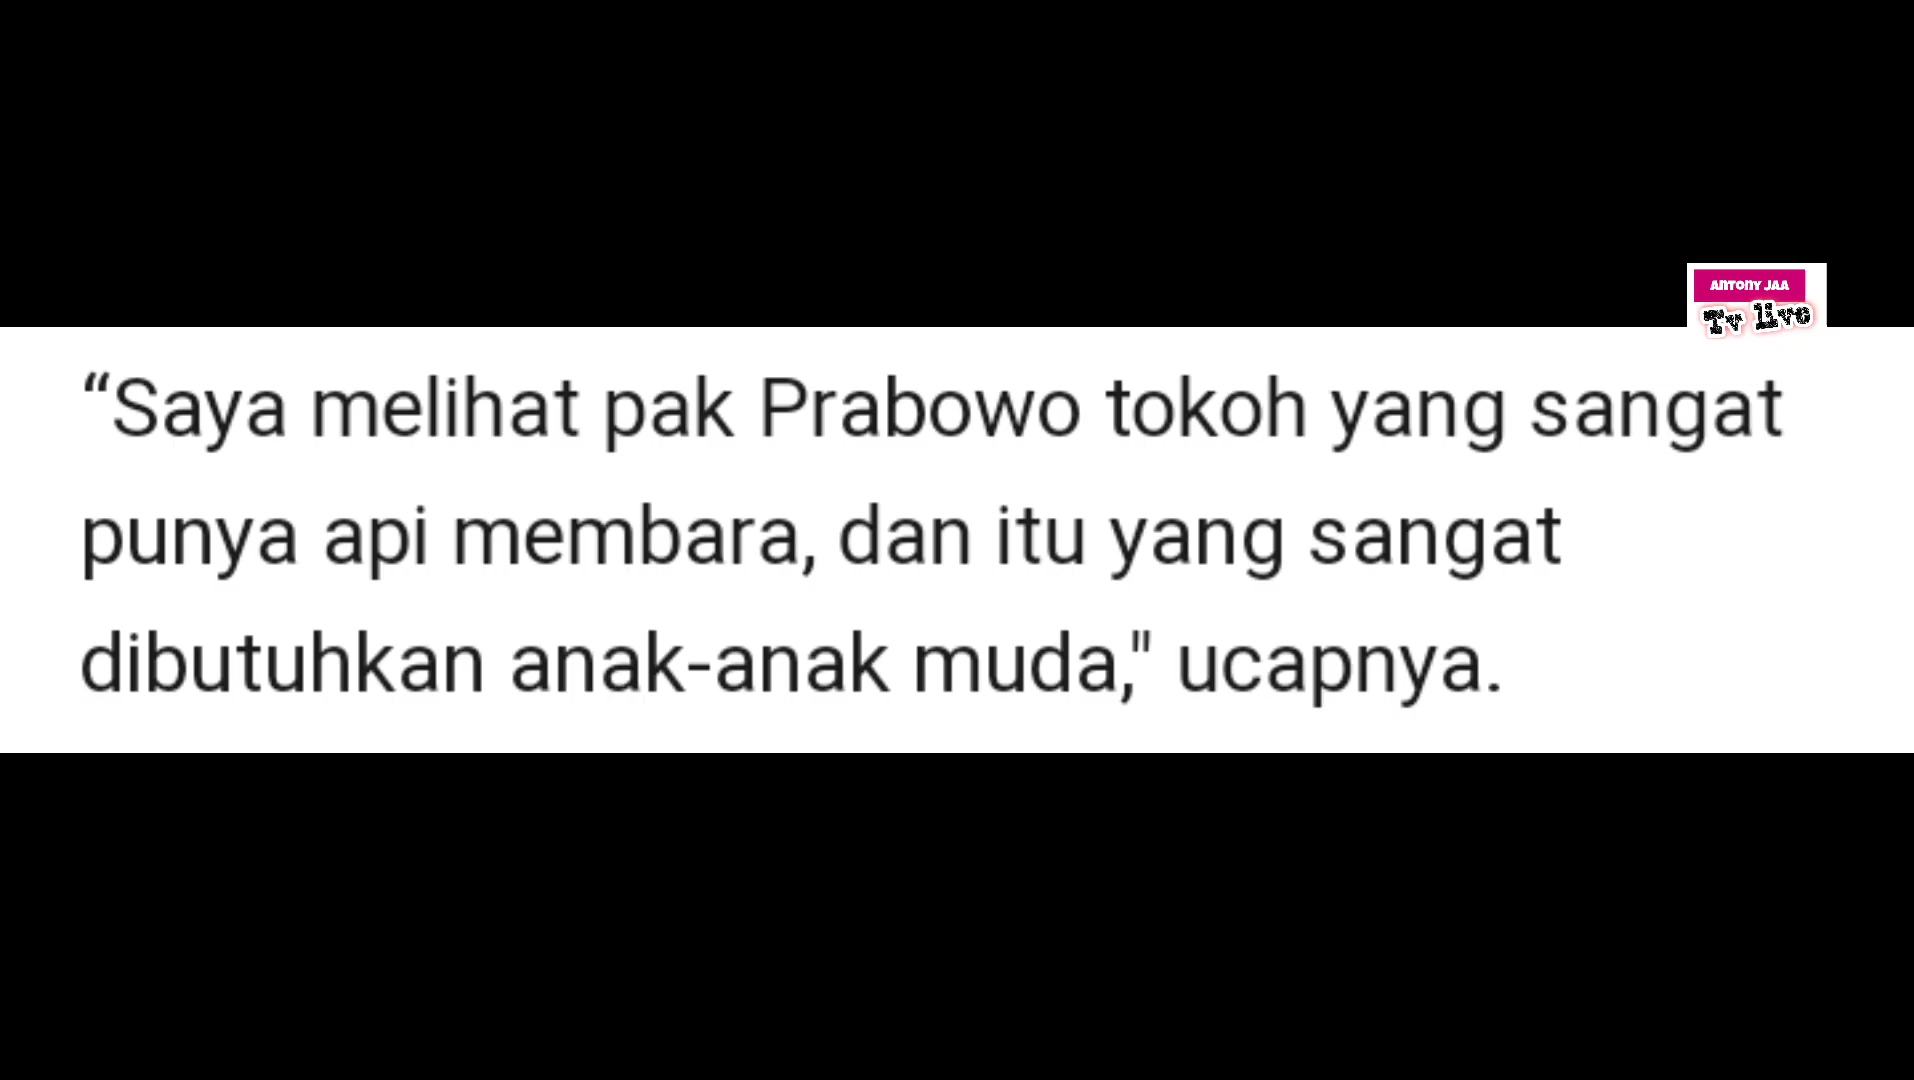 ANTONY JAA
Tv live
“Saya melihat pak Prabowo tokoh yang sangat
punya api membara, dan itu yang sangat
dibutuhkan anak-anak muda," ucapnya.